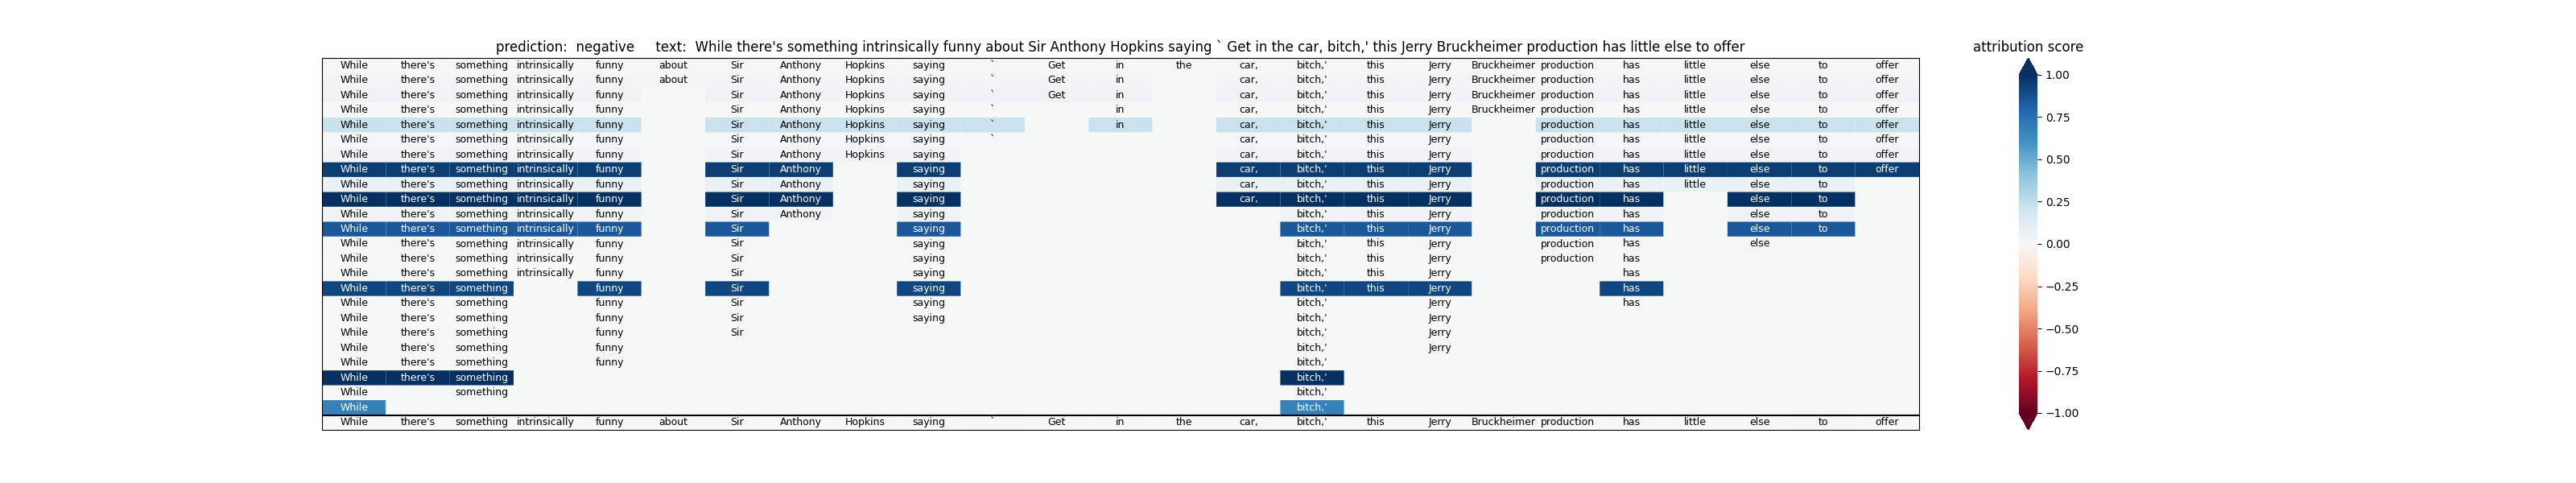 prediction:  negative     text:  While there's something intrinsically funny about Sir Anthony Hopkins saying ` Get in the car, bitch,' this Jerry Bruckheimer production has little else to offer
attribution score
While there's something intrinsically funny about Sir Anthony Hopkins saying ` Get in the car, bitch,' this Jerry Bruckheimer production has little else to offer
While there's something intrinsically funny about Sir Anthony Hopkins saying ` Get in car, bitch,' this Jerry Bruckheimer production has little else to offer
While there's something intrinsically funny Sir Anthony Hopkins saying ` Get in car, bitch,' this Jerry Bruckheimer production has little else to offer
While there's something intrinsically funny Sir Anthony Hopkins saying ` in car, bitch,' this Jerry Bruckheimer production has little else to offer
While there's something intrinsically funny Sir Anthony Hopkins saying ` in car, bitch,' this Jerry production has little else to offer
While there's something intrinsically funny Sir Anthony Hopkins saying ` car, bitch,' this Jerry production has little else to offer
While there's something intrinsically funny Sir Anthony Hopkins saying car, bitch,' this Jerry production has little else to offer
While there's something intrinsically funny Sir Anthony saying car, bitch,' this Jerry production has little else to offer
While there's something intrinsically funny Sir Anthony saying car, bitch,' this Jerry production has little else to
While there's something intrinsically funny Sir Anthony saying car, bitch,' this Jerry production has else to
While there's something intrinsically funny Sir Anthony saying bitch,' this Jerry production has else to
While there's something intrinsically funny Sir saying bitch,' this Jerry production has else to
While there's something intrinsically funny Sir saying bitch,' this Jerry production has else
While there's something intrinsically funny Sir saying bitch,' this Jerry production has
While there's something intrinsically funny Sir saying bitch,' this Jerry has
While there's something funny Sir saying bitch,' this Jerry has
While there's something funny Sir saying bitch,' Jerry has
While there's something funny Sir saying bitch,' Jerry
While there's something funny Sir bitch,' Jerry
While there's something funny bitch,' Jerry
While there's something funny bitch,'
While there's something bitch,'
While something bitch,'
While bitch,'
While there's something intrinsically funny about Sir Anthony Hopkins saying ` Get in the car, bitch,' this Jerry Bruckheimer production has little else to offer
1.00
0.75
0.50
0.25
0.00
−0.25
−0.50
−0.75
−1.00